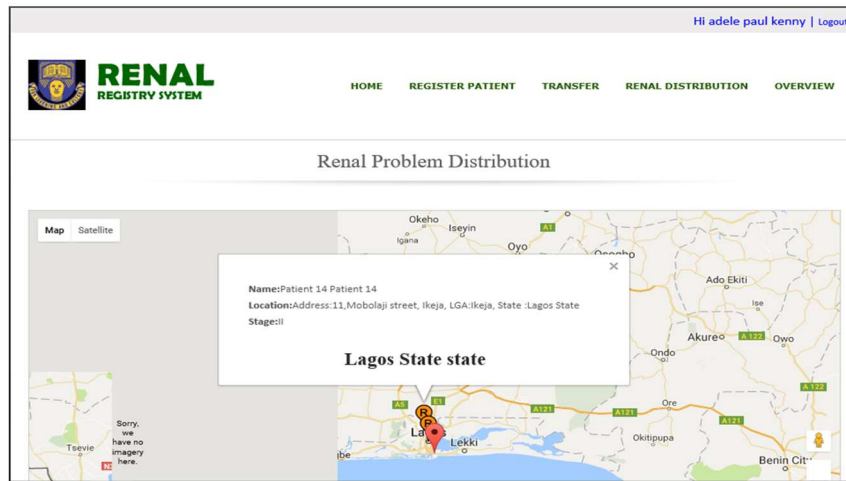 Hi adele paul kenny | Logout
RENAL
REGISTRY SYSTEM
HOME REGISTER PATIENT TRANSFER RENAL DISTRIBUTION OVERVIEW
Renal Problem Distribution
Map Satellite
Okeho
Iseyin
A1
Igana
Oyo
×
Name:Patient 14 Patient 14
Location:Address:11,Mobolaji street, Ikeja, LGA:Ikeja, State :Lagos State
Stage:II
Lagos State state
Ado Ekiti
Ise
Akure
A 122
Owo
Ondo
A 122
Ore
A5
E1
A121
A121
A121
R
R
Lekki
Okitipupa
Benin City
Sorry,
we
have no
imagery
here.
Tsevie